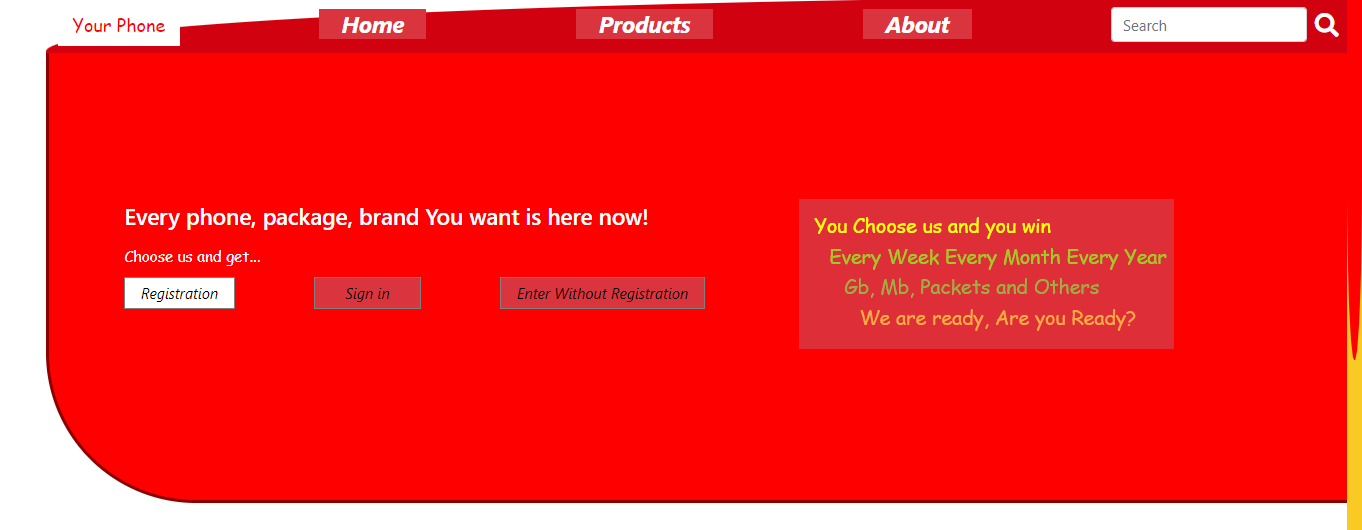 Your Phone
Home
Products
About
Search
Every phone, package, brand You want is here now!
Choose us and get...
Registration
Sign in
Enter Without Registration
You Choose us and you win
Every Week Every Month Every Year
Gb, Mb, Packets and Others
We are ready, Are you Ready?